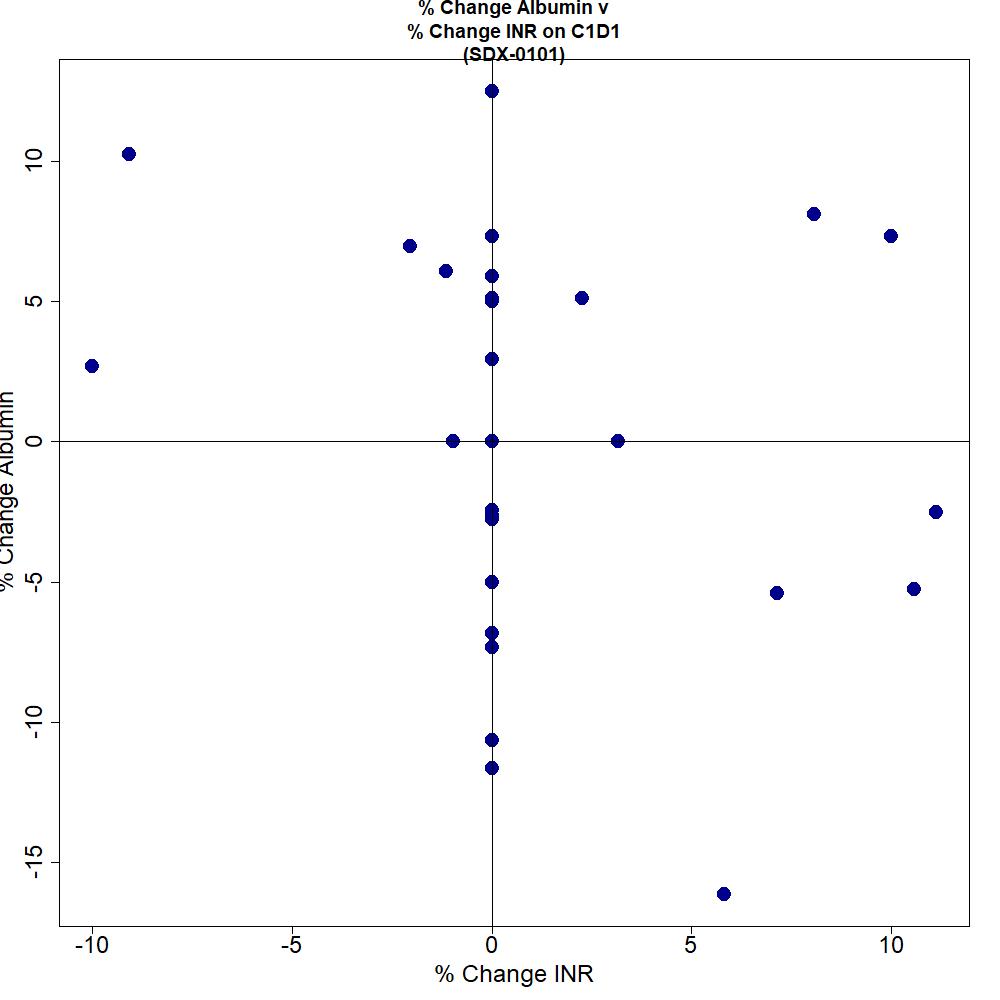 % Change Albumin v
% Change INR on C1D1
(SDX-0101)
% Change Albumin
10
5
0
-5
-10
-15
-10
-5
0
5
10
% Change INR